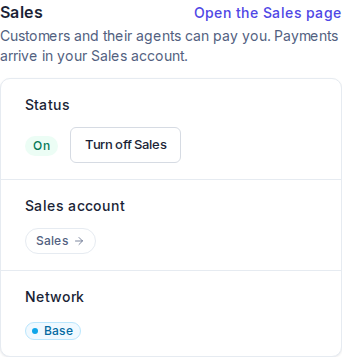 Sales
Open the Sales page
Customers and their agents can pay you. Payments
arrive in your Sales account.
Status
On
Turn off Sales
Sales account
Sales →
Network
Base